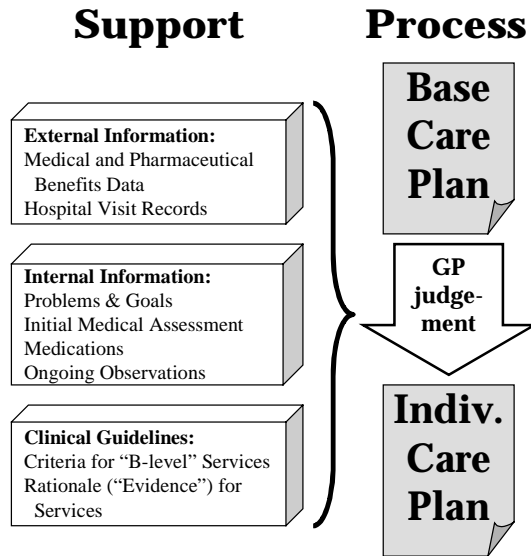 Support
External Information:
Medical and Pharmaceutical
Benefits Data
Hospital Visit Records
Internal Information:
Problems & Goals
Initial Medical Assessment
Medications
Ongoing Observations
Clinical Guidelines:
Criteria for “B-level” Services
Rationale (“Evidence”) for
Services
Process
Base
Care
Plan
GP
judge-
ment
Indiv.
Care
Plan